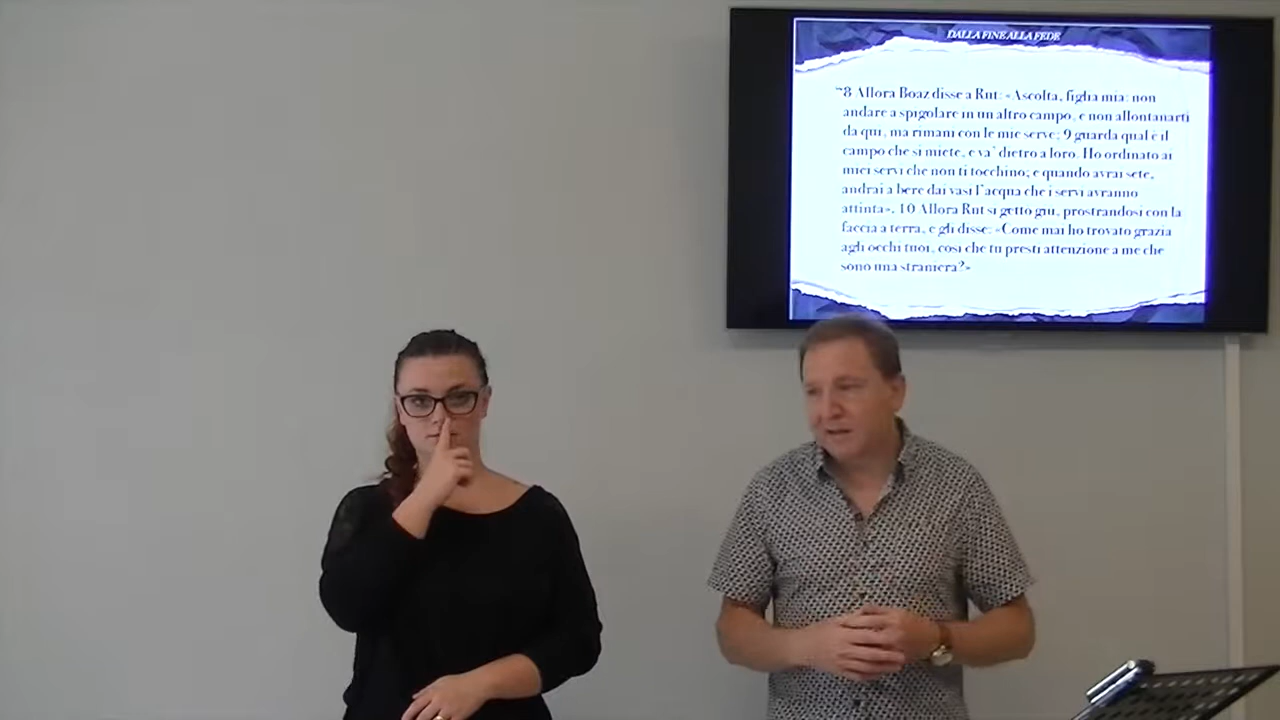 DALLA FINE ALLA FEDE
"8 Allora Boaz disse a Rut: «Ascolta, figlia mia: non
andare a spigolare in un altro campo, e non allontanarti
da qui, ma rimani con le mie serve; 9 guarda qual è il
campo che si miete, e va' dietro a loro. Ho ordinato ai
miei servi che non ti tocchino; e quando avrai sete,
andrai a bere dai vasi l'acqua che i servi avranno
attinta». 10 Allora Rut si gettò giù, prostrandosi con la
faccia a terra, e gli disse: «Come mai ho trovato grazia
agli occhi tuoi, così che tu presti attenzione a me che
sono una straniera?»